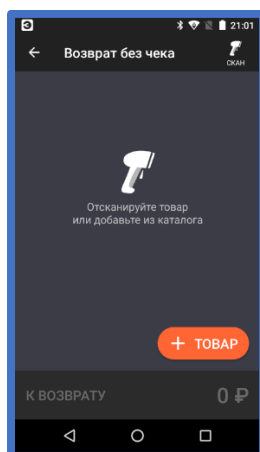 21:01
Возврат без чека
СКАН
Отсканируйте товар
или добавьте из каталога
+ ТОВАР
К ВОЗВРАТУ
0 ₽